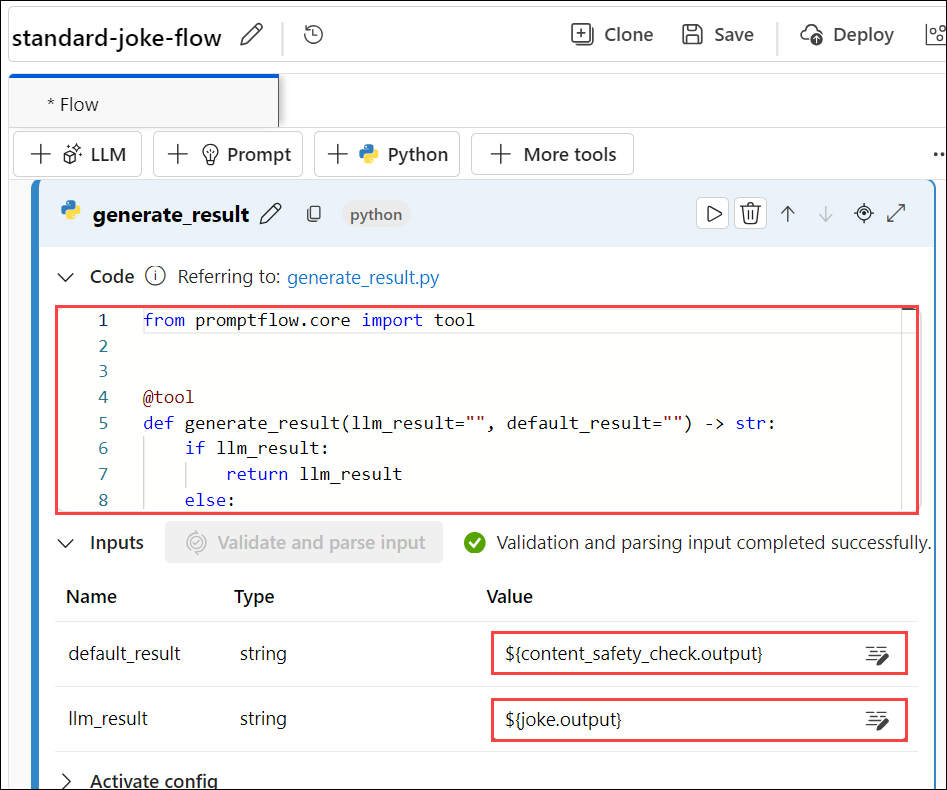 standard-joke-flow Clone Save Deploy
* Flow
LLM Prompt Python More tools
generate_result python
Code Referring to: generate_result.py
1 from promptflow.core import tool
2
3
4 @tool
5 def generate_result(llm_result="", default_result="") -> str:
6     if llm_result:
7         return llm_result
8     else:
Inputs Validate and parse input Validation and parsing input completed successfully.
Name Type Value
default_result string ${content_safety_check.output}
llm_result string ${joke.output}
Activate config